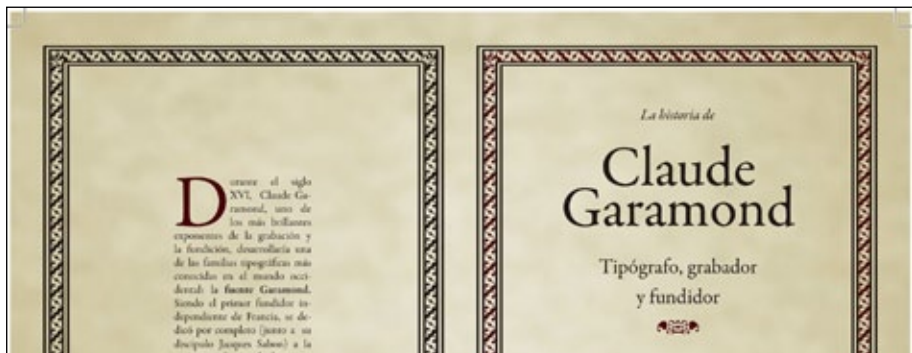 Durante el siglo
XVI, Claude Ga-
ramond, uno de
los más brillantes
exponentes de la grabación y
la fundición, desarrollaría una
de las familias tipográficas más
conocidas en el mundo occi-
dental: la fuente Garamond.
Siendo el primer fundidor in-
dependiente de Francia, se de-
dicó por completo (junto a su
discípulo Jacques Sabon) a la
La historia de
Claude
Garamond
Tipógrafo, grabador
y fundidor